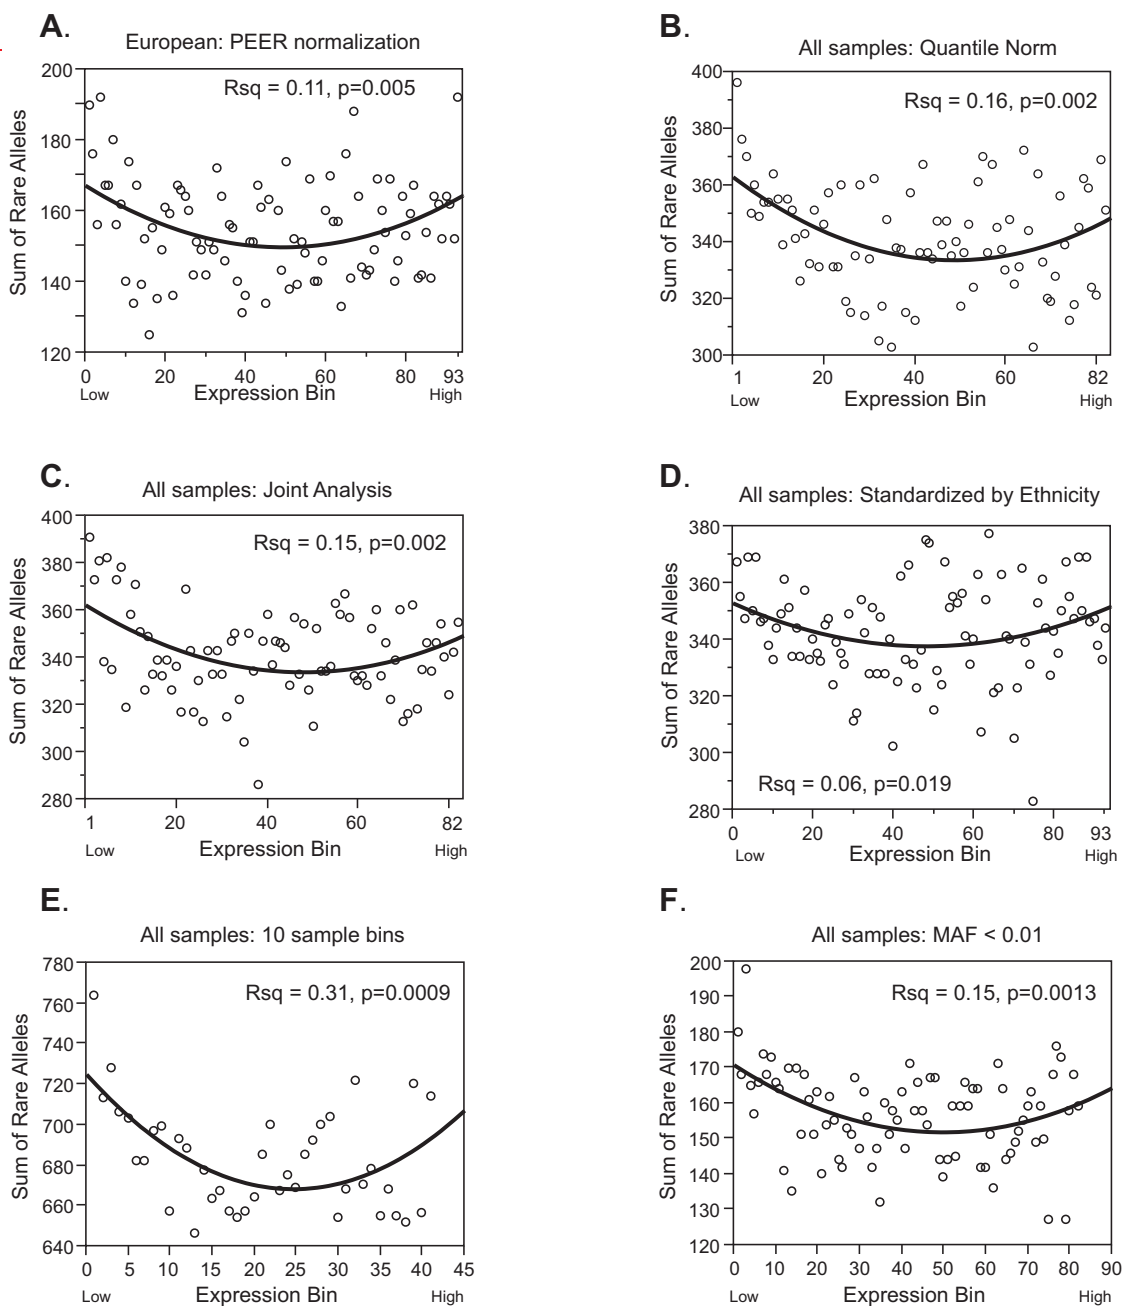 A.
European: PEER normalization
Rsq = 0.11, p=0.005
Sum of Rare Alleles
200
180
160
140
120
0 20 40 60 80 93
Low Expression Bin High
B.
All samples: Quantile Norm
Rsq = 0.16, p=0.002
Sum of Rare Alleles
400
380
360
340
320
300
1 20 40 60 82
Low Expression Bin High
C.
All samples: Joint Analysis
Rsq = 0.15, p=0.002
Sum of Rare Alleles
400
380
360
340
320
300
280
1 20 40 60 82
Low Expression Bin High
D.
All samples: Standardized by Ethnicity
Rsq = 0.06, p=0.019
Sum of Rare Alleles
380
360
340
320
300
280
0 20 40 60 80 93
Low Expression Bin High
E.
All samples: 10 sample bins
Rsq = 0.31, p=0.0009
Sum of Rare Alleles
780
760
740
720
700
680
660
640
0 5 10 15 20 25 30 35 40 45
Low Expression Bin High
F.
All samples: MAF < 0.01
Rsq = 0.15, p=0.0013
Sum of Rare Alleles
200
190
180
170
160
150
140
130
120
0 10 20 30 40 50 60 70 80 90
Low Expression Bin High